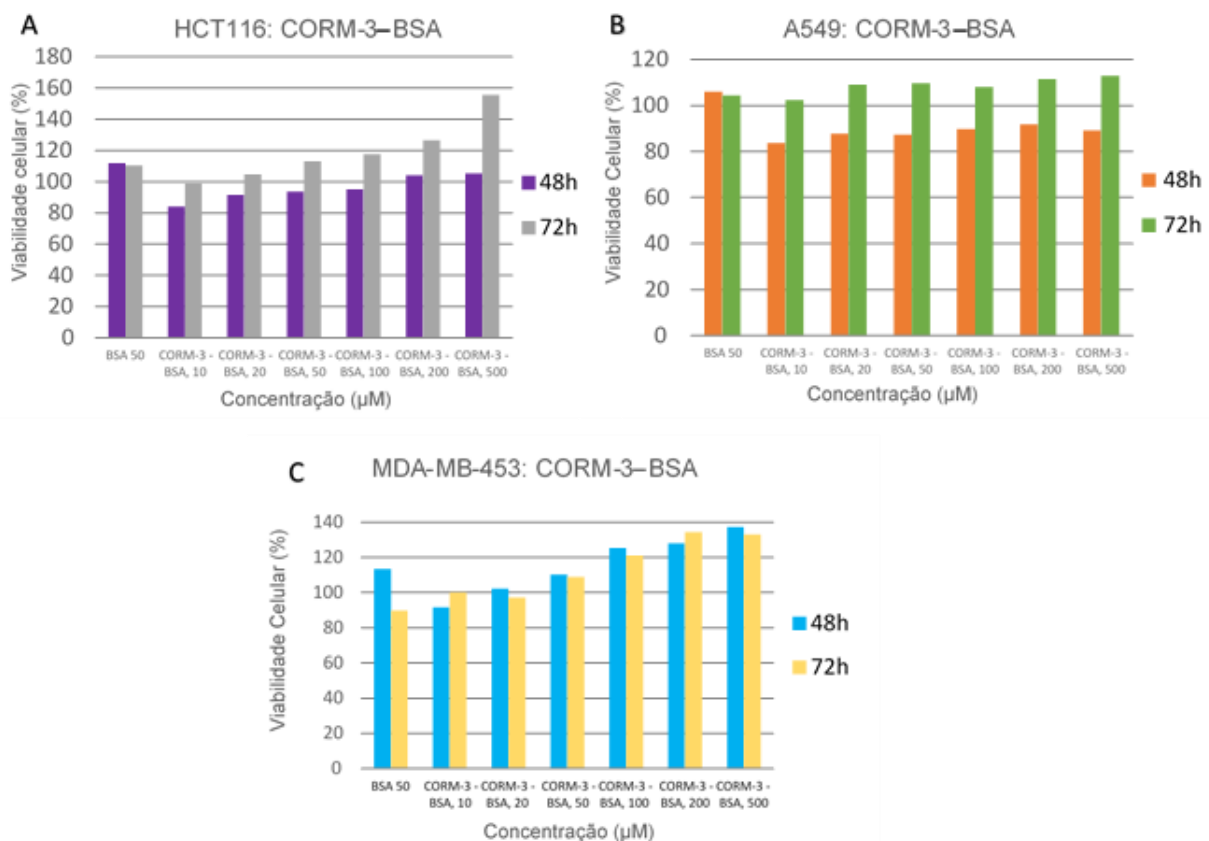 A
HCT116: CORM-3–BSA
Viabilidade celular (%)
180
160
140
120
100
80
60
40
20
0
BSA 50
CORM-3 -
BSA, 10
CORM-3 -
BSA, 20
CORM-3 -
BSA, 50
CORM-3 -
BSA, 100
CORM-3 -
BSA, 200
CORM-3 -
BSA, 500
Concentração (µM)
48h
72h
B
A549: CORM-3–BSA
Viabilidade Celular (%)
120
100
80
60
40
20
0
BSA 50
CORM-3 -
BSA, 10
CORM-3 -
BSA, 20
CORM-3 -
BSA, 50
CORM-3 -
BSA, 100
CORM-3 -
BSA, 200
CORM-3 -
BSA, 500
Concentração (µM)
48h
72h
C
MDA-MB-453: CORM-3–BSA
Viabilidade Celular (%)
140
120
100
80
60
40
20
0
BSA 50
CORM-3 -
BSA, 10
CORM-3 -
BSA, 20
CORM-3 -
BSA, 50
CORM-3 -
BSA, 100
CORM-3 -
BSA, 200
CORM-3 -
BSA, 500
Concentração (µM)
48h
72h